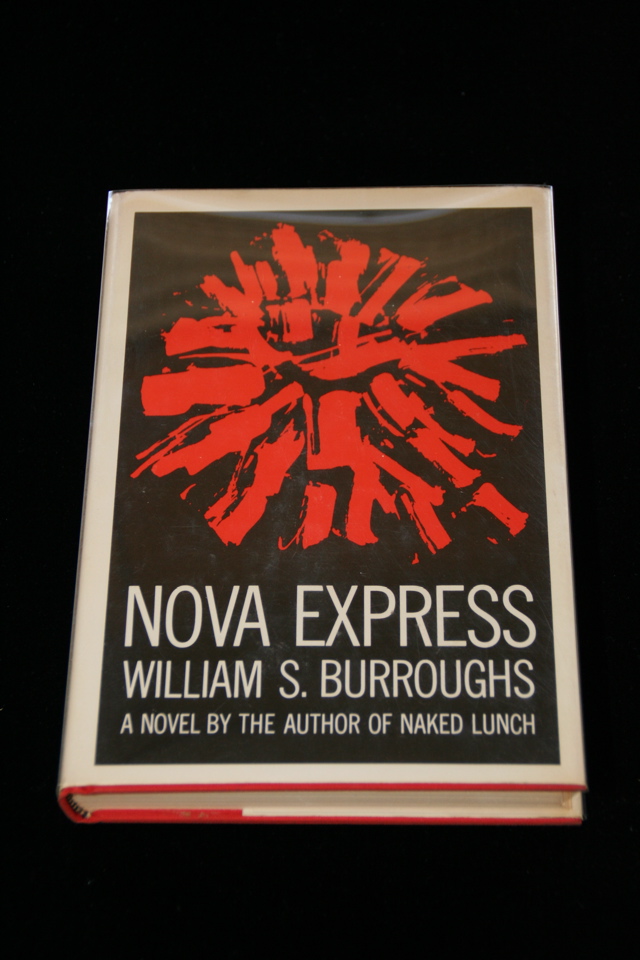 NOVA EXPRESS
WILLIAM S. BURROUGHS
A NOVEL BY THE AUTHOR OF NAKED LUNCH